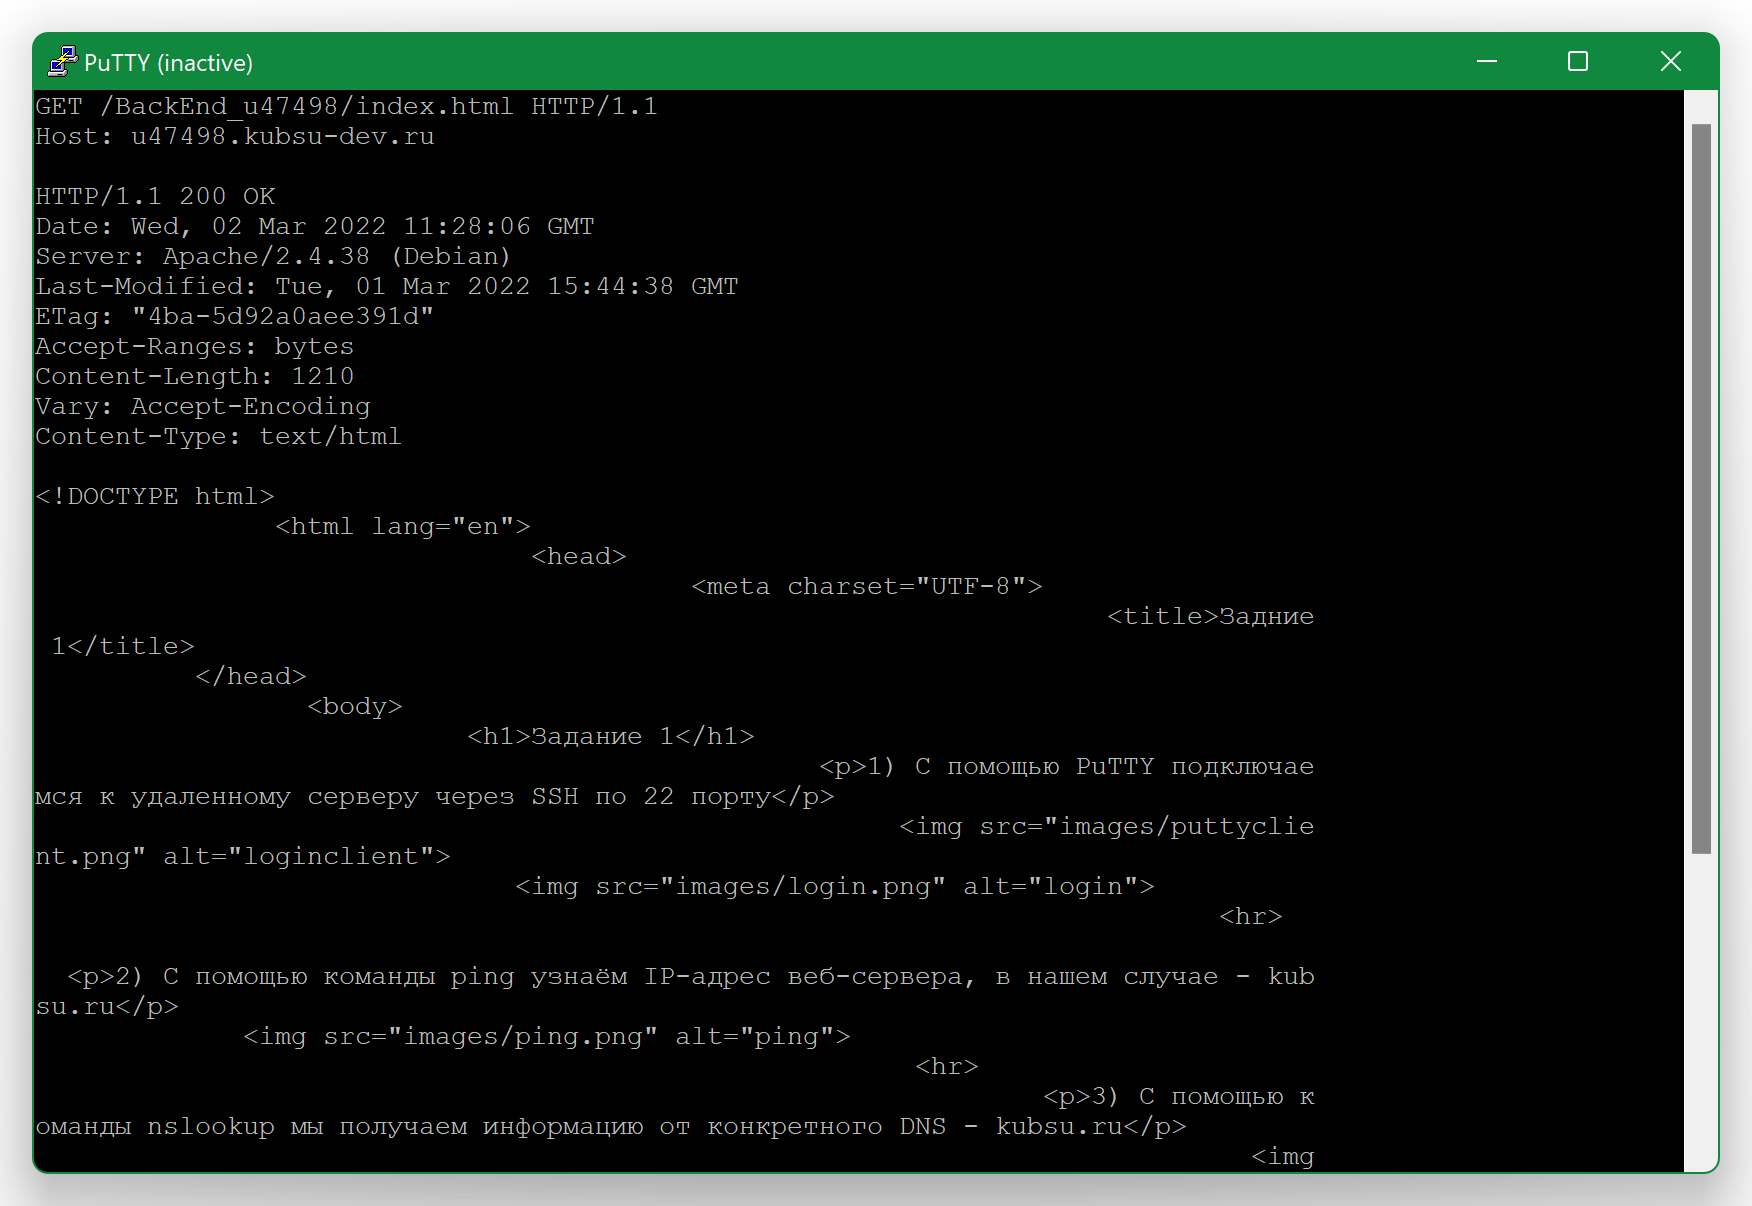 PuTTY (inactive)
GET /BackEnd_u47498/index.html HTTP/1.1
Host: u47498.kubsu-dev.ru
HTTP/1.1 200 OK
Date: Wed, 02 Mar 2022 11:28:06 GMT
Server: Apache/2.4.38 (Debian)
Last-Modified: Tue, 01 Mar 2022 15:44:38 GMT
ETag: "4ba-5d92a0aee391d"
Accept-Ranges: bytes
Content-Length: 1210
Vary: Accept-Encoding
Content-Type: text/html
<!DOCTYPE html>
<html lang="en">
<head>
<meta charset="UTF-8">
<title>Задние
1</title>
</head>
<body>
<h1>Задание 1</h1>
<p>1) С помощью PuTTY подключае
мся к удаленному серверу через SSH по 22 порту</p>
<img src="images/puttyclie
nt.png" alt="loginclient">
<img src="images/login.png" alt="login">
<hr>
<p>2) С помощью команды ping узнаём IP-адрес веб-сервера, в нашем случае - kub
su.ru</p>
<img src="images/ping.png" alt="ping">
<hr>
<p>3) С помощью к
оманды nslookup мы получаем информацию от конкретного DNS - kubsu.ru</p>
<img